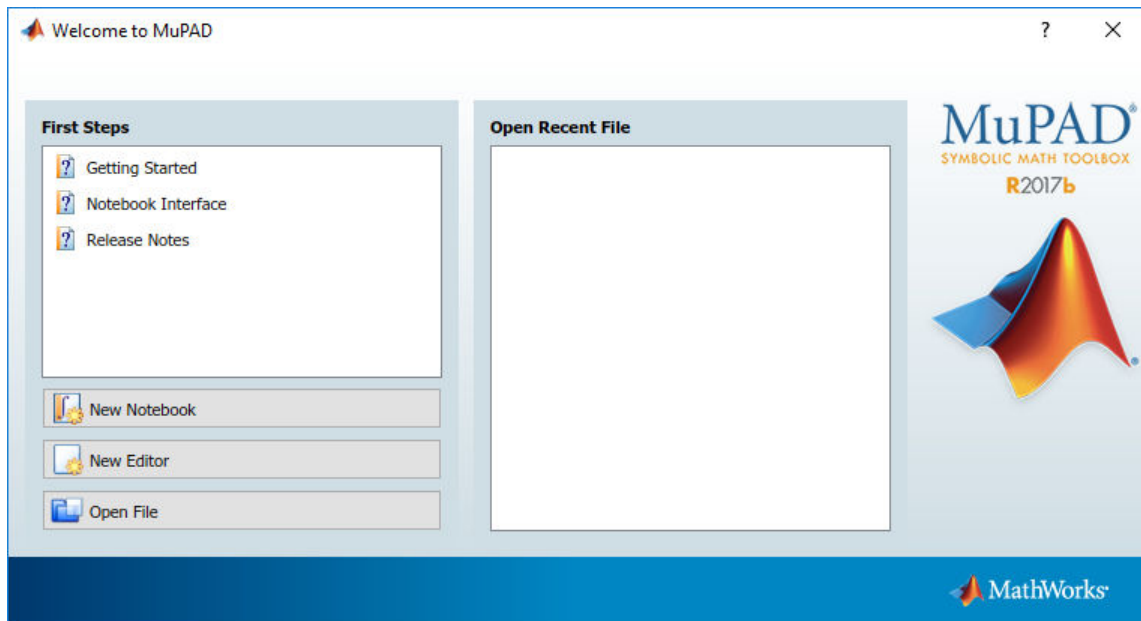 Welcome to MuPAD
?
First Steps
Getting Started
Notebook Interface
Release Notes
New Notebook
New Editor
Open File
Open Recent File
MuPAD®
SYMBOLIC MATH TOOLBOX
R2017b
®
MathWorks®